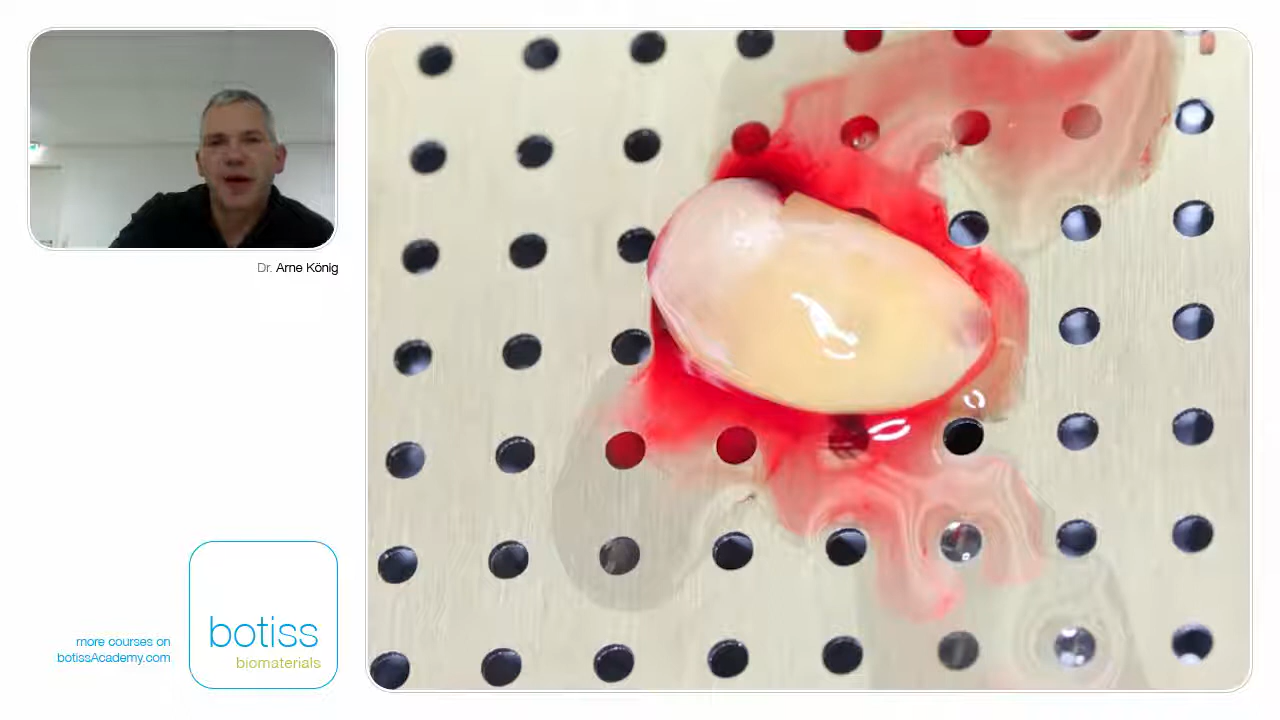 Dr. Arne König
more courses on
botissAcademy.com
botiss
biomaterials